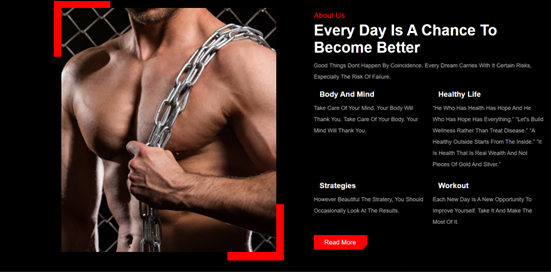 About Us
Every Day Is A Chance To
Become Better
Good Things Dont Happen By Coincidence. Every Dream Carries With It Certain Risks,
Especially The Risk Of Failure.
Body And Mind
Take Care Of Your Mind. Your Body Will
Thank You. Take Care Of Your Body. Your
Mind Will Thank You.
Healthy Life
"He Who Has Health Has Hope And He
Who Has Hope Has Everything." "Let's Build
Wellness Rather Than Treat Disease." "A
Healthy Outside Starts From The Inside." "It
Is Health That Is Real Wealth And Not
Pieces Of Gold And Silver."
Strategies
However Beautiful The Stratery, You Should
Occasionally Look At The Results.
Workout
Each New Day Is A New Opportunity To
Improve Yourself. Take It And Make The
Most Of It.
Read More